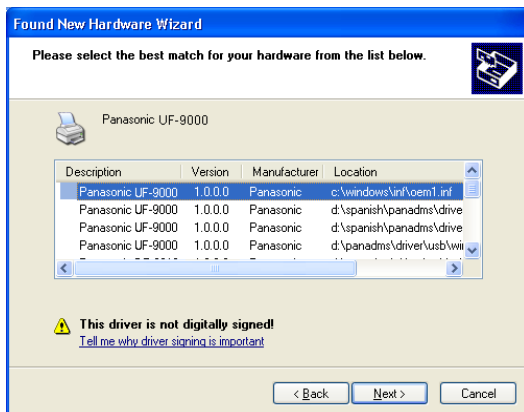 Found New Hardware Wizard
Please select the best match for your hardware from the list below.
Panasonic UF-9000
Description Version Manufacturer Location
Panasonic UF-9000 1.0.0.0 Panasonic c:\windows\inf\oem1.inf
Panasonic UF-9000 1.0.0.0 Panasonic d:\spanish\panadms\drive
Panasonic UF-9000 1.0.0.0 Panasonic d:\spanish\panadms\drive
Panasonic UF-9000 1.0.0.0 Panasonic d:\panadms\driver\usb\wi
This driver is not digitally signed!
Tell me why driver signing is important
< Back Next > Cancel